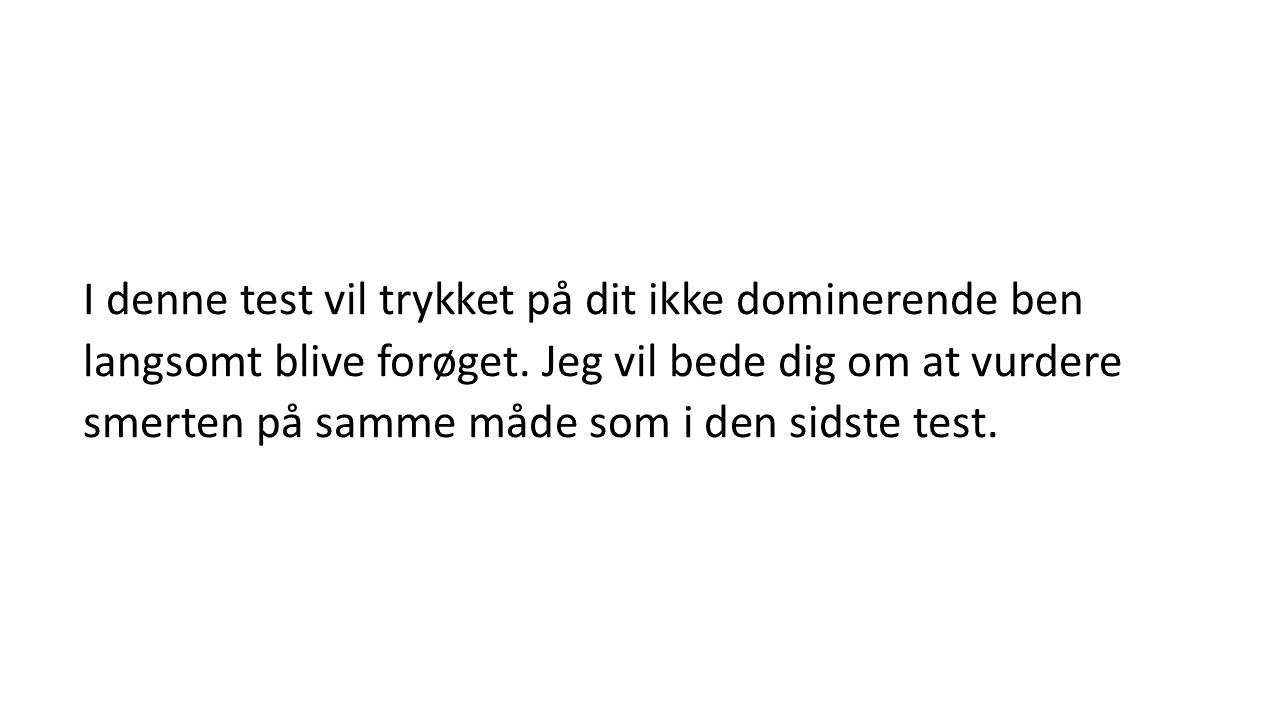 I denne test vil trykket på dit ikke dominerende ben
langsomt blive forøget. Jeg vil bede dig om at vurdere
smerten på samme måde som i den sidste test.